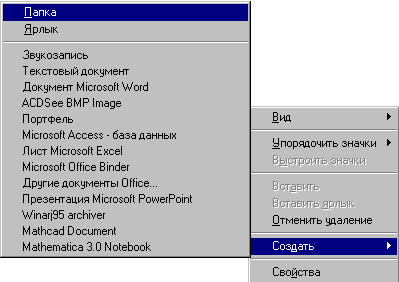 Папка
Ярлык
Звукозапись
Текстовый документ
Документ Microsoft Word
ACDSee BMP Image
Портфель
Microsoft Access - база данных
Лист Microsoft Excel
Microsoft Office Binder
Другие документы Office...
Презентация Microsoft PowerPoint
Winarj95 archiver
Mathcad Document
Mathematica 3.0 Notebook
Вид
Упорядочить значки
Выстроить значки
Вставить
Вставить ярлык
Отменить удаление
Создать
Свойства